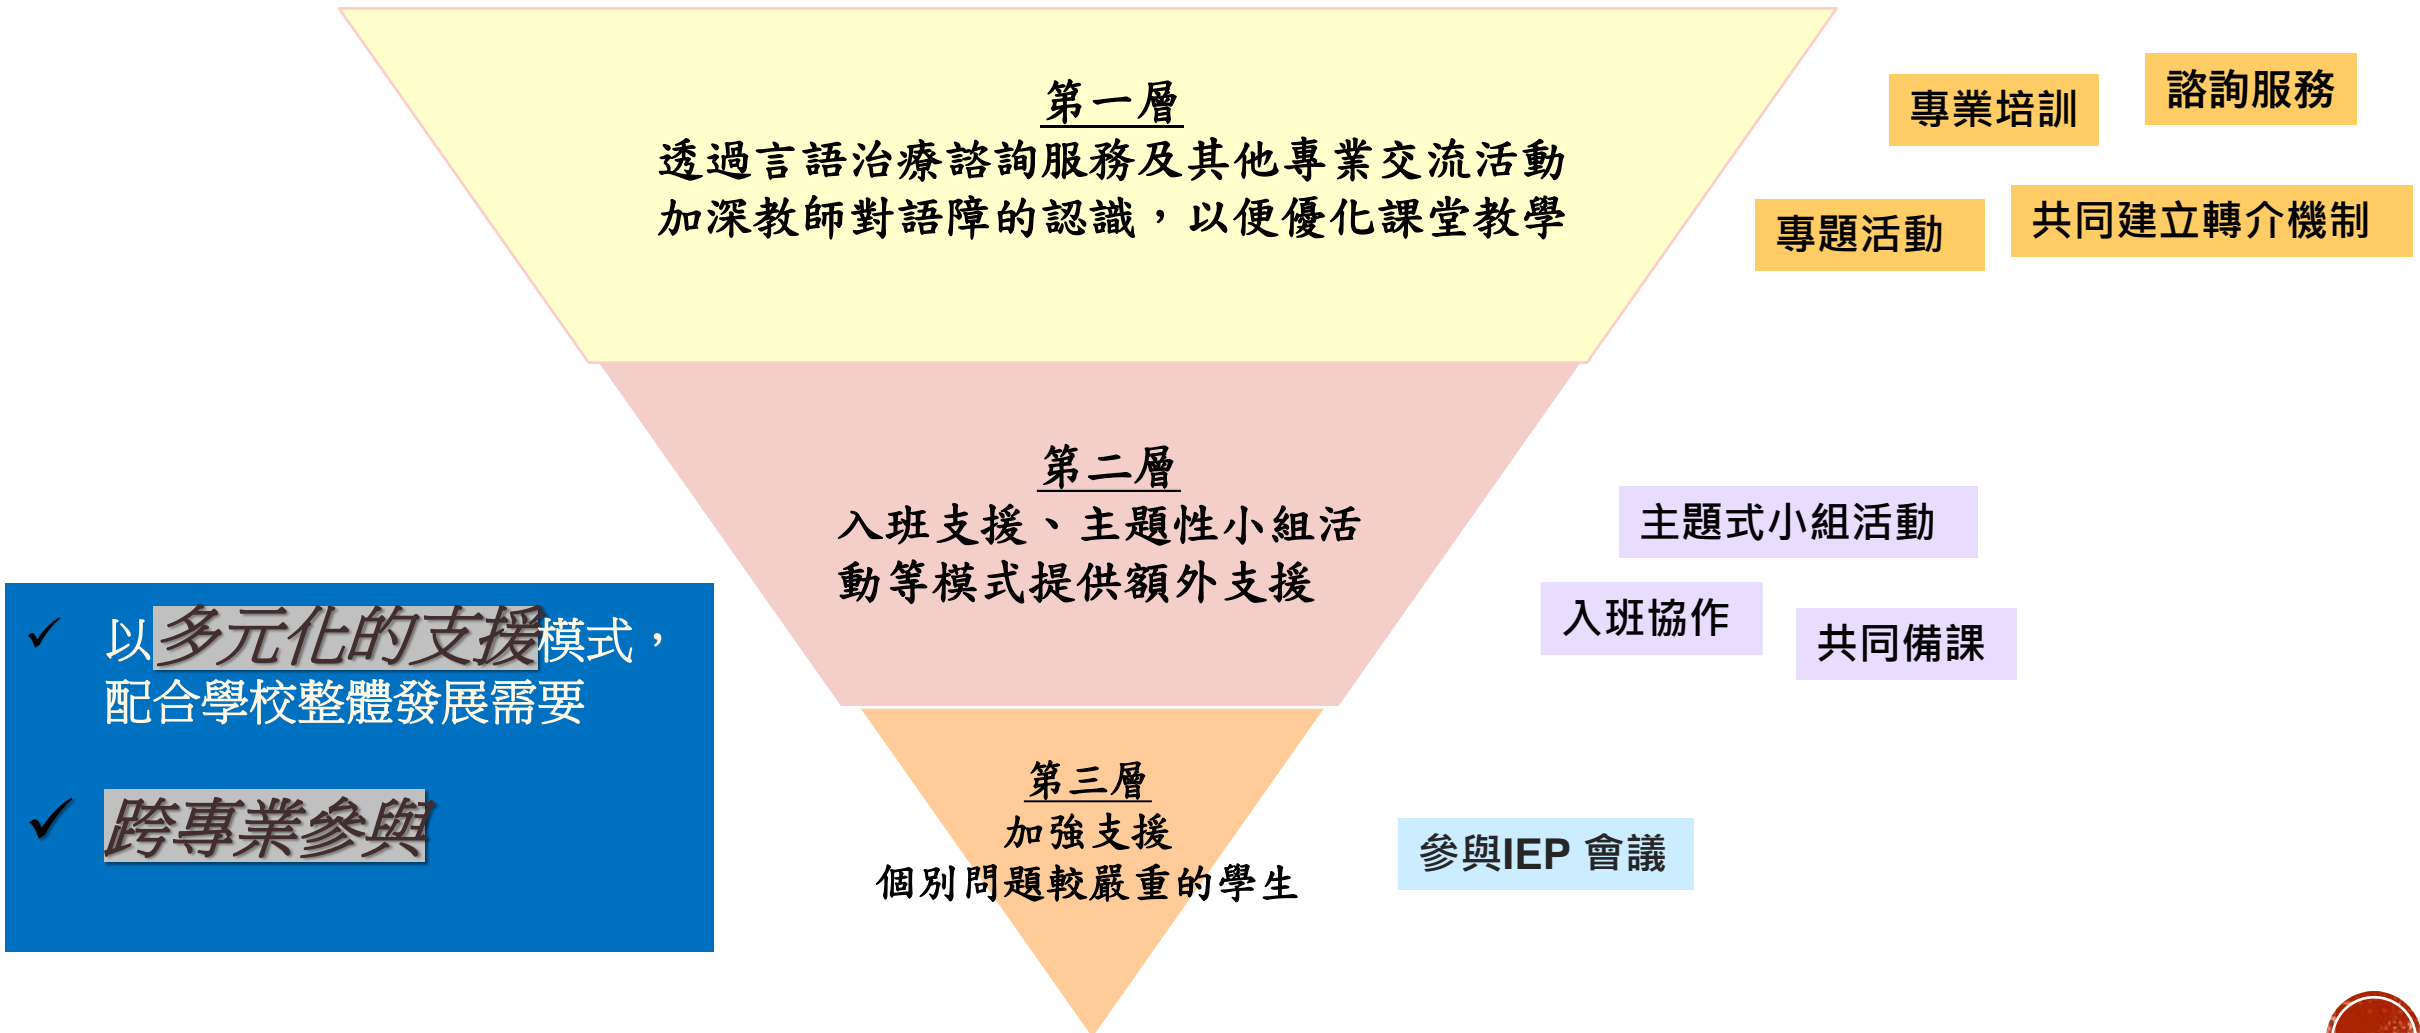 第一層
透過言語治療諮詢服務及其他專業交流活動
加深教師對語障的認識，以便優化課堂教學
專業培訓
諮詢服務
專題活動
共同建立轉介機制
第二層
入班支援、主題性小組活
動等模式提供額外支援
主題式小組活動
入班協作
共同備課
✓ 以多元化的支援模式，
配合學校整體發展需要
✓ 跨專業參與
第三層
加強支援
個別問題較嚴重的學生
參與IEP 會議